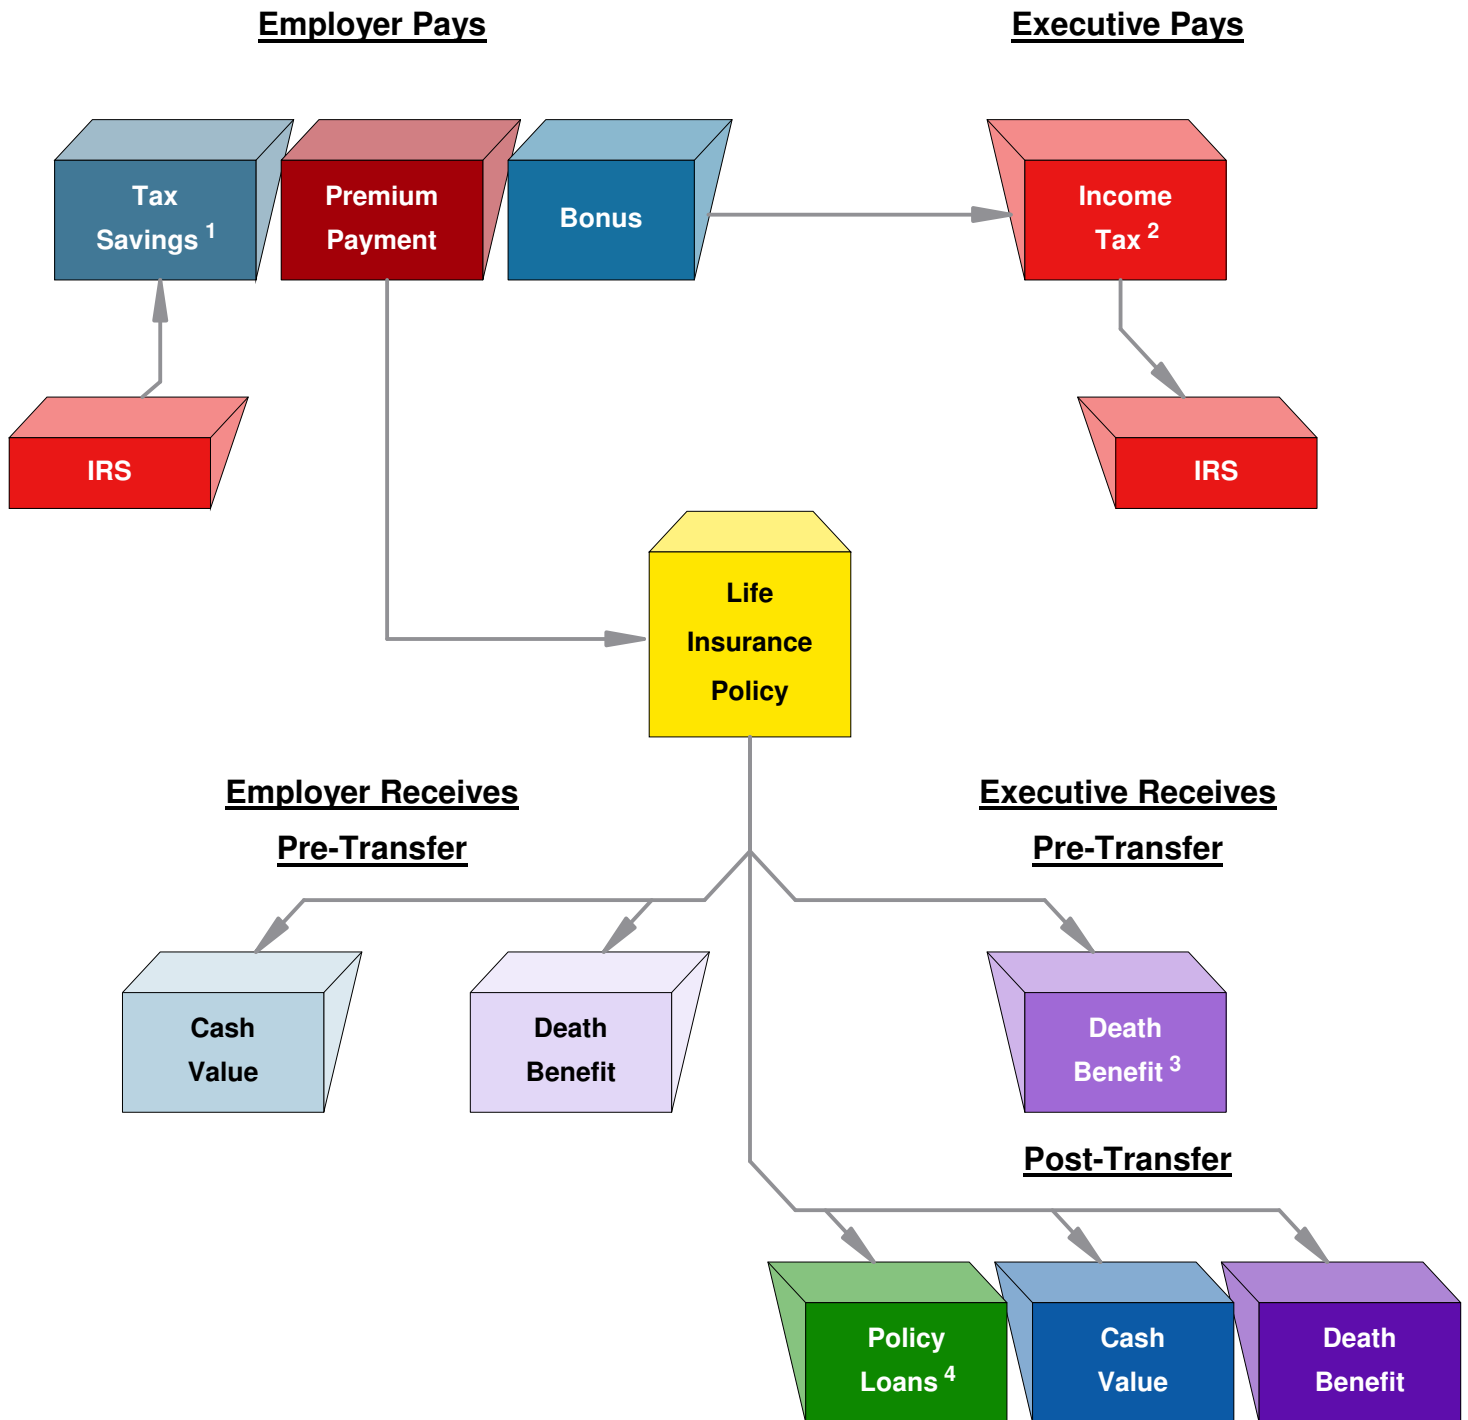 Employer Pays
Executive Pays
Tax
Savings 1
Premium
Payment
Bonus
Income
Tax 2
IRS
IRS
Life
Insurance
Policy
Employer Receives
Pre-Transfer
Executive Receives
Pre-Transfer
Cash
Value
Death
Benefit
Death
Benefit 3
Post-Transfer
Policy
Loans 4
Cash
Value
Death
Benefit